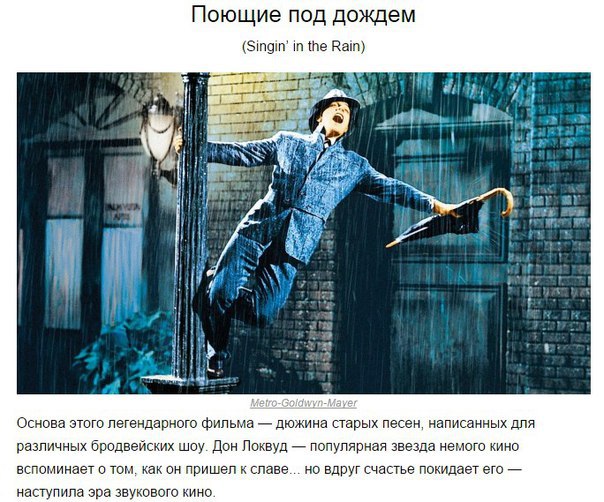 Поющие под дождем
(Singin’ in the Rain)
Metro-Goldwyn-Mayer
Основа этого легендарного фильма — дюжина старых песен, написанных для
различных бродвейских шоу. Дон Локвуд — популярная звезда немого кино
вспоминает о том, как он пришел к славе... но вдруг счастье покидает его —
наступила эра звукового кино.